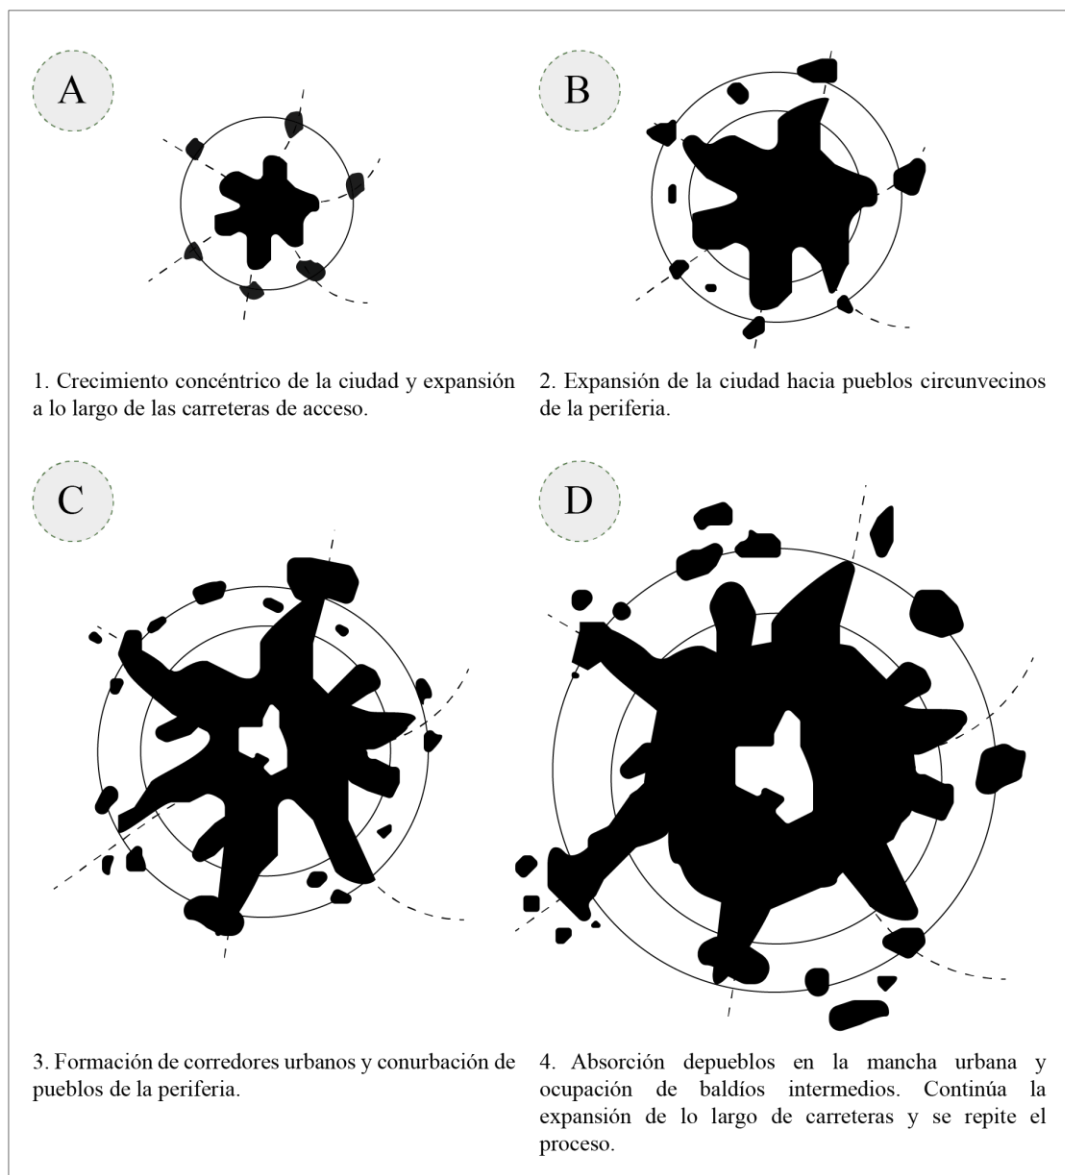 A
B
1. Crecimiento concéntrico de la ciudad y expansión
a lo largo de las carreteras de acceso.
2. Expansión de la ciudad hacia pueblos circunvecinos
de la periferia.
C
D
3. Formación de corredores urbanos y conurbación de
pueblos de la periferia.
4. Absorción depueblos en la mancha urbana y
ocupación de baldíos intermedios. Continúa la
expansión de lo largo de carreteras y se repite el
proceso.